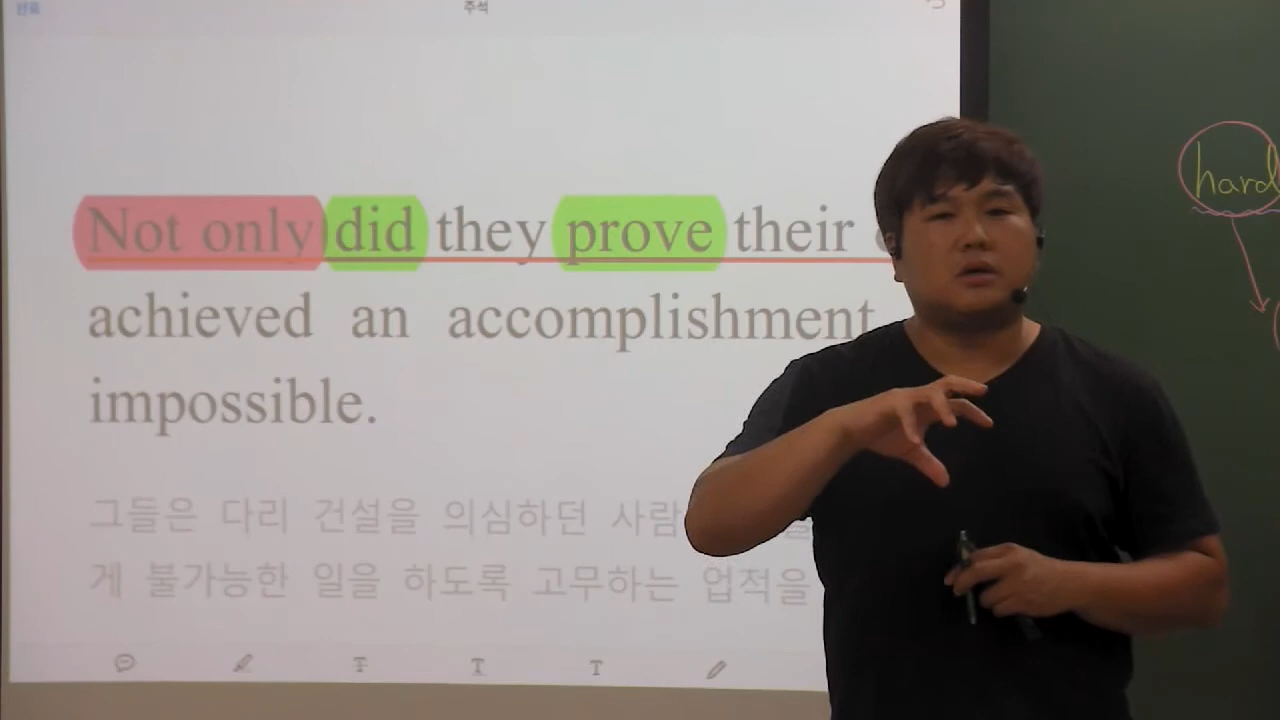 완료
주석
Not only did they prove their
achieved an accomplishment
impossible.
그들은 다리 건설을 의심하던 사람
게 불가능한 일을 하도록 고무하는 업적을
hard